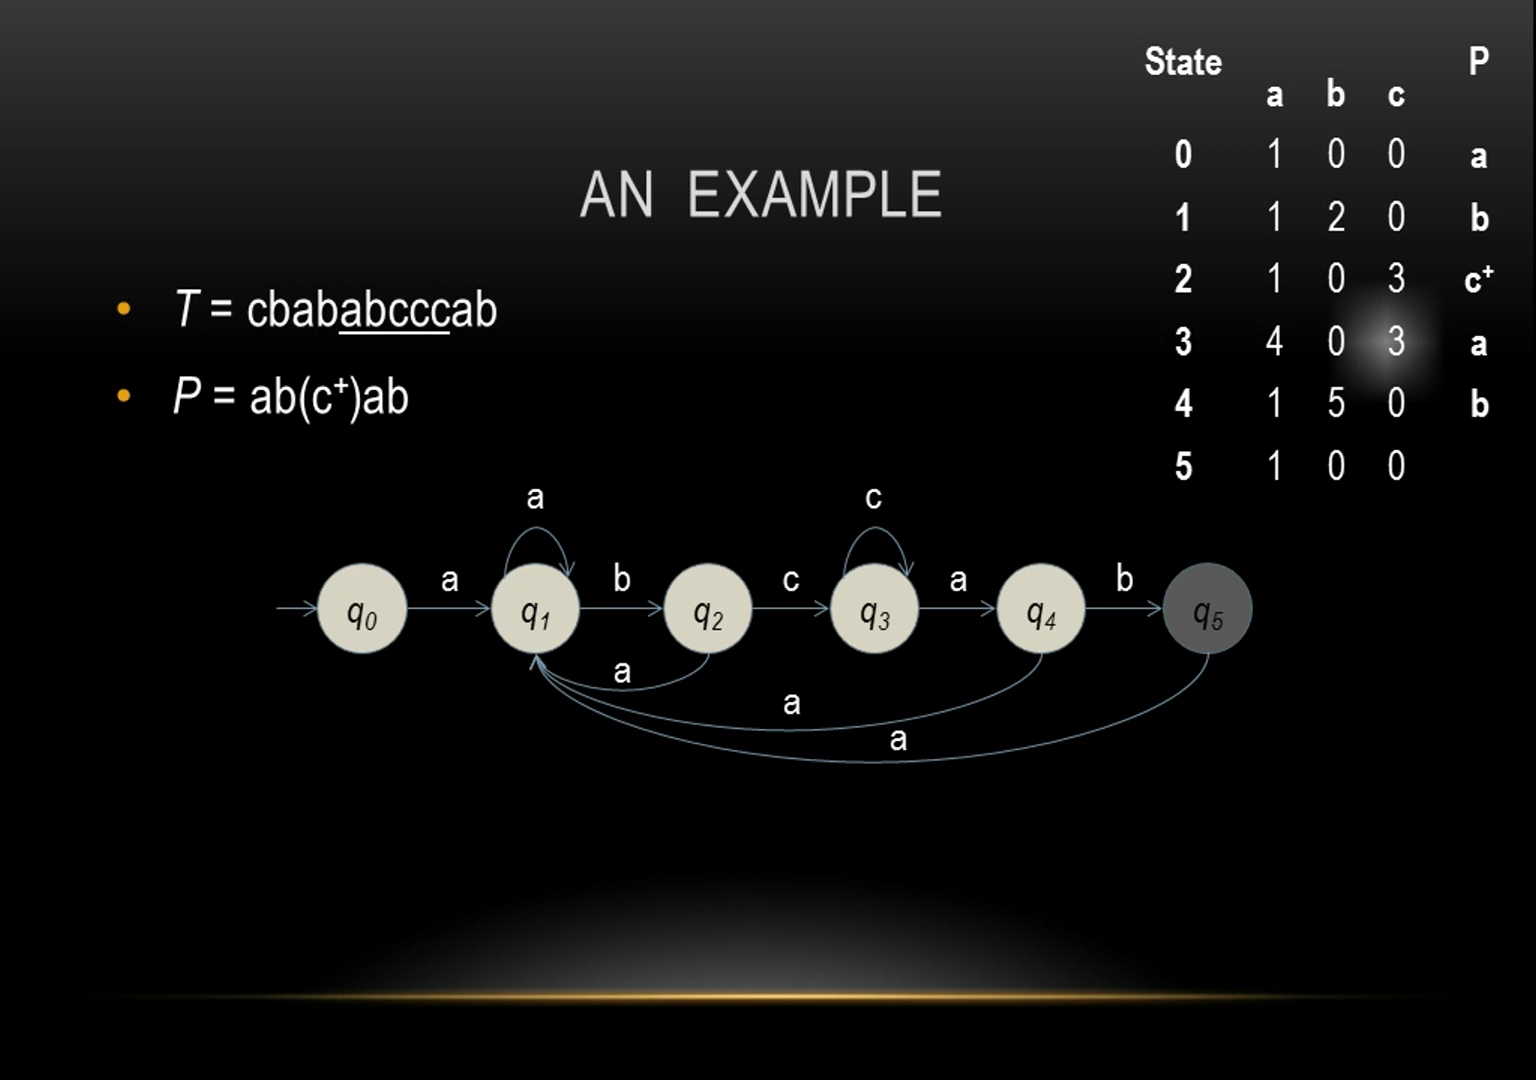 State P
a b c
0 1 0 0 a
1 1 2 0 b
2 1 0 3 c⁺
3 4 0 3 a
4 1 5 0 b
5 1 0 0
AN EXAMPLE
• T = cbababcccab
• P = ab(c⁺)ab
a c
a b c a b
q₀ q₁ q₂ q₃ q₄ q₅
a
a
a